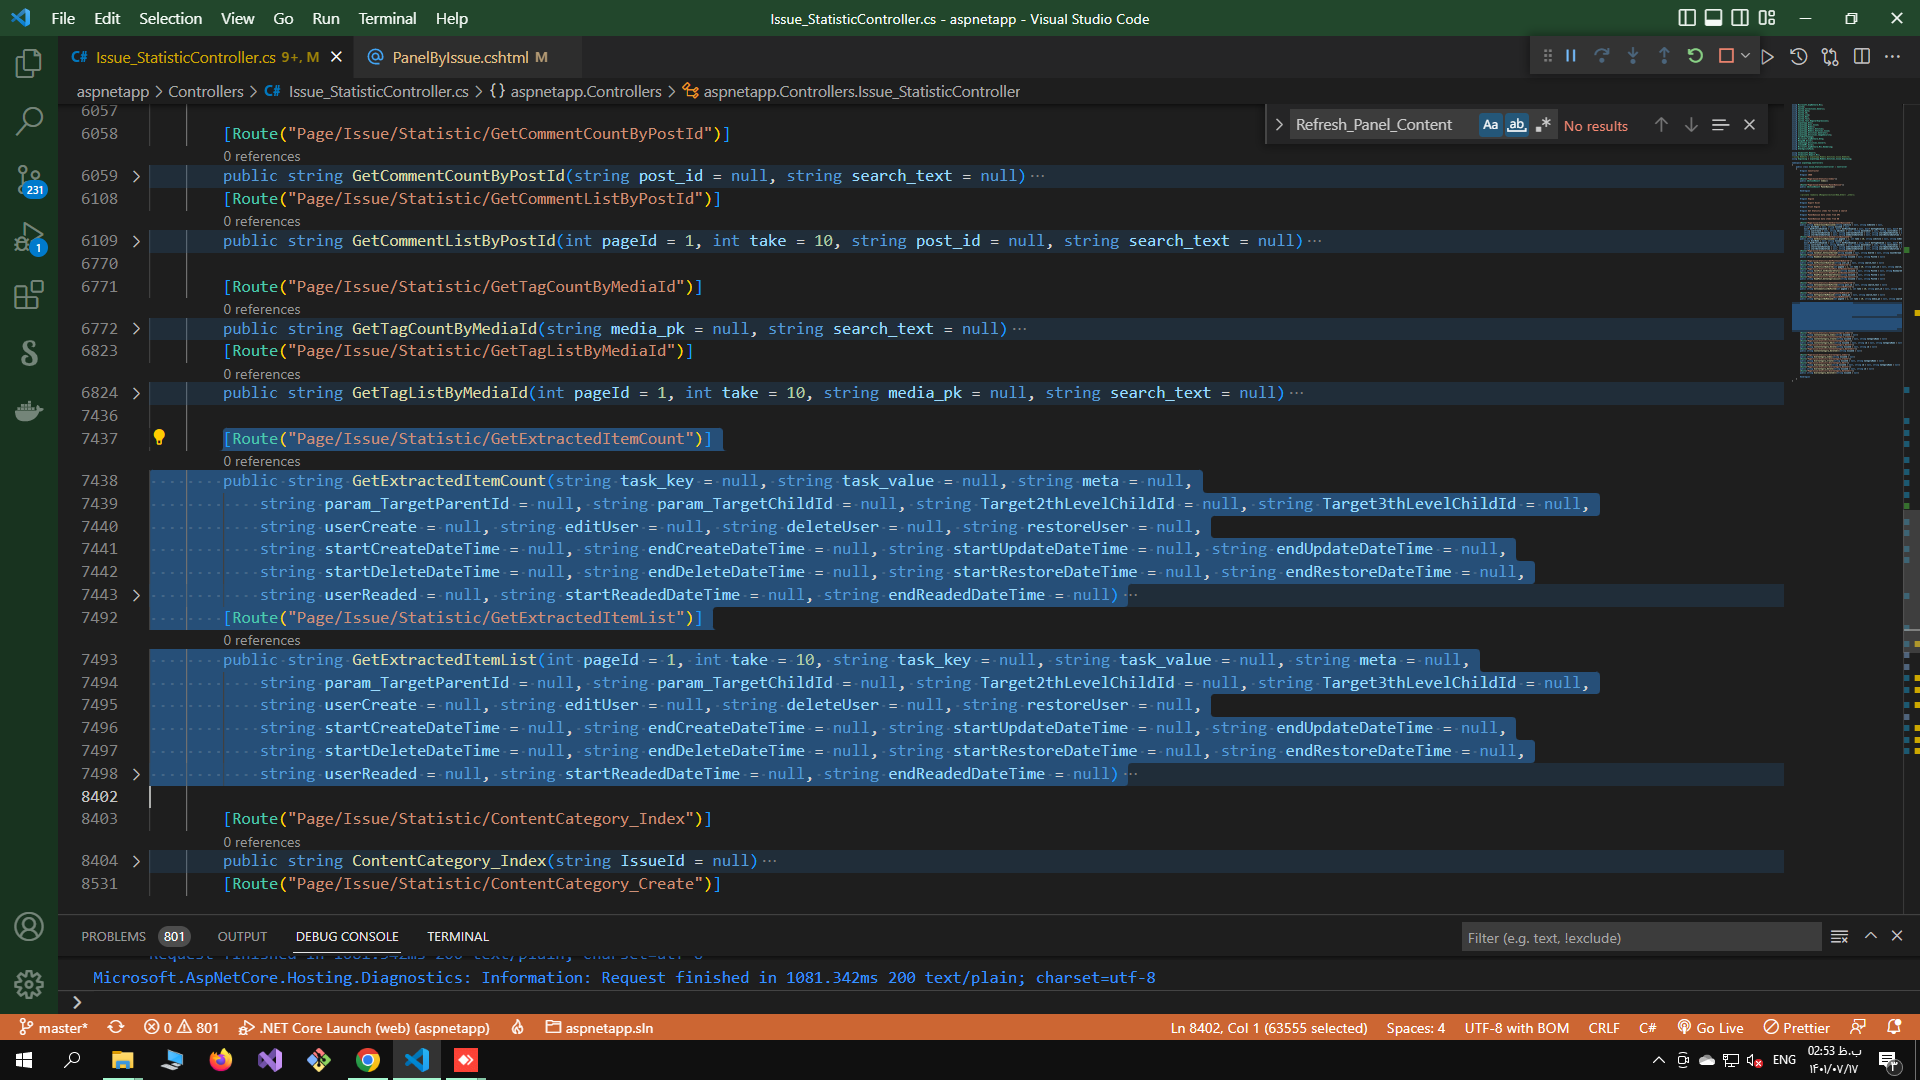 File Edit Selection View Go Run Terminal Help
Issue_StatisticController.cs - aspnetapp - Visual Studio Code
C# Issue_StatisticController.cs 9+, M
PanelByIssue.cshtml M
aspnetapp > Controllers > C# Issue_StatisticController.cs > {} aspnetapp.Controllers > aspnetapp.Controllers.Issue_StatisticController
Refresh_Panel_Content Aa ab .* No results
6057
6058 [Route("Page/Issue/Statistic/GetCommentCountByPostId")]
0 references
6059 public string GetCommentCountByPostId(string post_id = null, string search_text = null)···
6108 [Route("Page/Issue/Statistic/GetCommentListByPostId")]
0 references
6109 public string GetCommentListByPostId(int pageId = 1, int take = 10, string post_id = null, string search_text = null)···
6770
6771 [Route("Page/Issue/Statistic/GetTagCountByMediaId")]
0 references
6772 public string GetTagCountByMediaId(string media_pk = null, string search_text = null)···
6823 [Route("Page/Issue/Statistic/GetTagListByMediaId")]
0 references
6824 public string GetTagListByMediaId(int pageId = 1, int take = 10, string media_pk = null, string search_text = null)···
7436
7437 [Route("Page/Issue/Statistic/GetExtractedItemCount")]
0 references
7438 public string GetExtractedItemCount(string task_key = null, string task_value = null, string meta = null,
7439 string param_TargetParentId = null, string param_TargetChildId = null, string Target2thLevelChildId = null, string Target3thLevelChildId = null,
7440 string userCreate = null, string editUser = null, string deleteUser = null, string restoreUser = null,
7441 string startCreateDateTime = null, string endCreateDateTime = null, string startUpdateDateTime = null, string endUpdateDateTime = null,
7442 string startDeleteDateTime = null, string endDeleteDateTime = null, string startRestoreDateTime = null, string endRestoreDateTime = null,
7443 string userReaded = null, string startReadedDateTime = null, string endReadedDateTime = null)··
7492 [Route("Page/Issue/Statistic/GetExtractedItemList")]
0 references
7493 public string GetExtractedItemList(int pageId = 1, int take = 10, string task_key = null, string task_value = null, string meta = null,
7494 string param_TargetParentId = null, string param_TargetChildId = null, string Target2thLevelChildId = null, string Target3thLevelChildId = null,
7495 string userCreate = null, string editUser = null, string deleteUser = null, string restoreUser = null,
7496 string startCreateDateTime = null, string endCreateDateTime = null, string startUpdateDateTime = null, string endUpdateDateTime = null,
7497 string startDeleteDateTime = null, string endDeleteDateTime = null, string startRestoreDateTime = null, string endRestoreDateTime = null,
7498 string userReaded = null, string startReadedDateTime = null, string endReadedDateTime = null)··
8402
8403 [Route("Page/Issue/Statistic/ContentCategory_Index")]
0 references
8404 public string ContentCategory_Index(string IssueId = null)···
8531 [Route("Page/Issue/Statistic/ContentCategory_Create")]
231
1
PROBLEMS 801 OUTPUT DEBUG CONSOLE TERMINAL
Filter (e.g. text, !exclude)
Request finished in 1081.342ms 200 text/plain; charset=utf-8
Microsoft.AspNetCore.Hosting.Diagnostics: Information: Request finished in 1081.342ms 200 text/plain; charset=utf-8
master* 0 801 .NET Core Launch (web) (aspnetapp) aspnetapp.sln
Ln 8402, Col 1 (63555 selected) Spaces: 4 UTF-8 with BOM CRLF C# Go Live Prettier
ENG
02:53 ب.ظ
۱۴۰۱/۰۷/۱۷